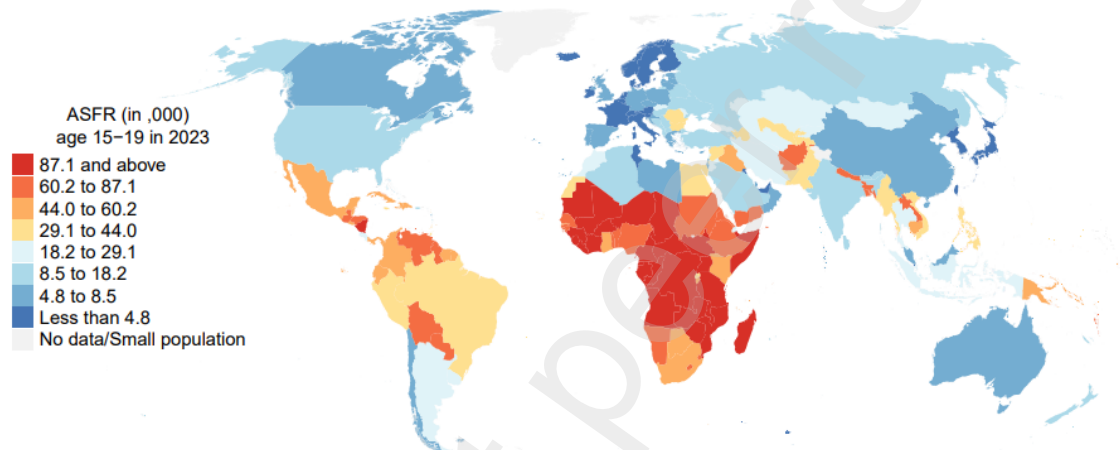 ASFR (in ,000)
age 15−19 in 2023
87.1 and above
60.2 to 87.1
44.0 to 60.2
29.1 to 44.0
18.2 to 29.1
8.5 to 18.2
4.8 to 8.5
Less than 4.8
No data/Small population
t peer re